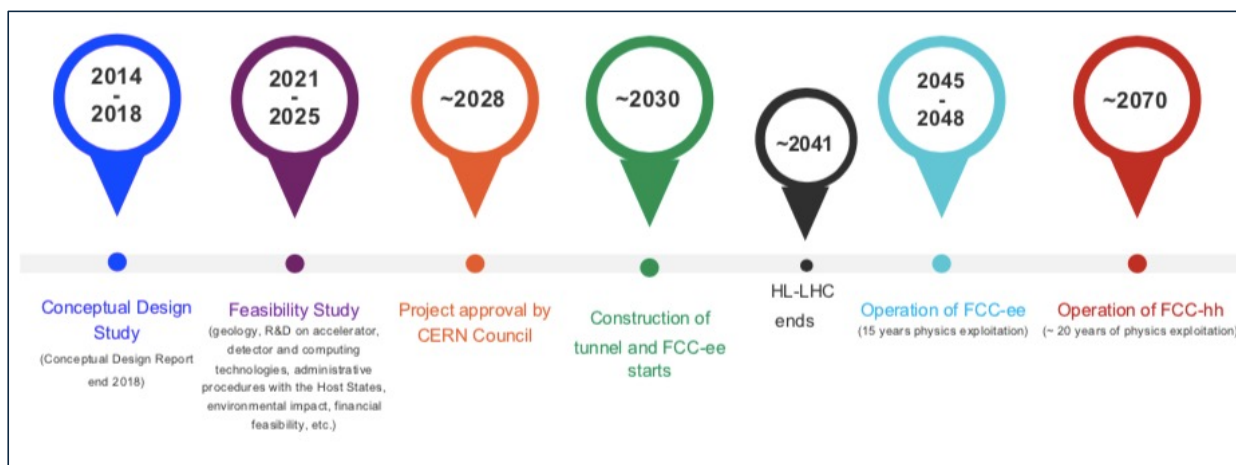 2014
-
2018
2021
-
2025
~2028
~2030
~2041
2045
-
2048
~2070
Conceptual Design
Study
(Conceptual Design Report
end 2018)
Feasibility Study
(geology, R&D on accelerator,
detector and computing
technologies, administrative
procedures with the Host States,
environmental impact, financial
feasibility, etc.)
Project approval by
CERN Council
Construction of
tunnel and FCC-ee
starts
HL-LHC
ends
Operation of FCC-ee
(15 years physics exploitation)
Operation of FCC-hh
(~ 20 years of physics exploitation)